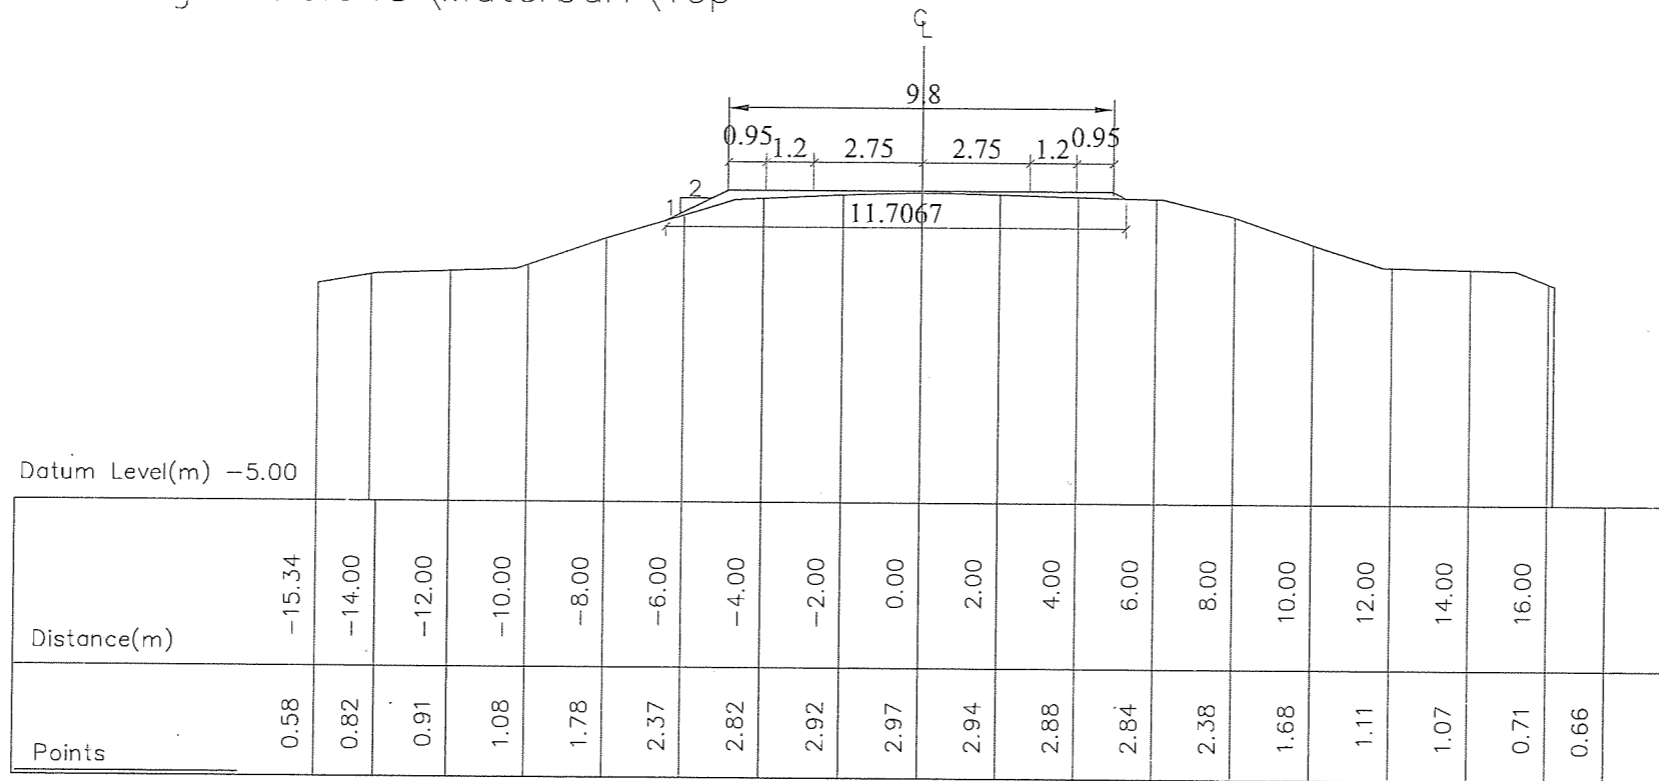 ℄
9.8
0.95 1.2 2.75 2.75 1.2 0.95
2
1
11.7067
Datum Level(m) -5.00
Distance(m) -15.34 -14.00 -12.00 -10.00 -8.00 -6.00 -4.00 -2.00 0.00 2.00 4.00 6.00 8.00 10.00 12.00 14.00 16.00
Points 0.58 0.82 0.91 1.08 1.78 2.37 2.82 2.92 2.97 2.94 2.88 2.84 2.38 1.68 1.11 1.07 0.71 0.66